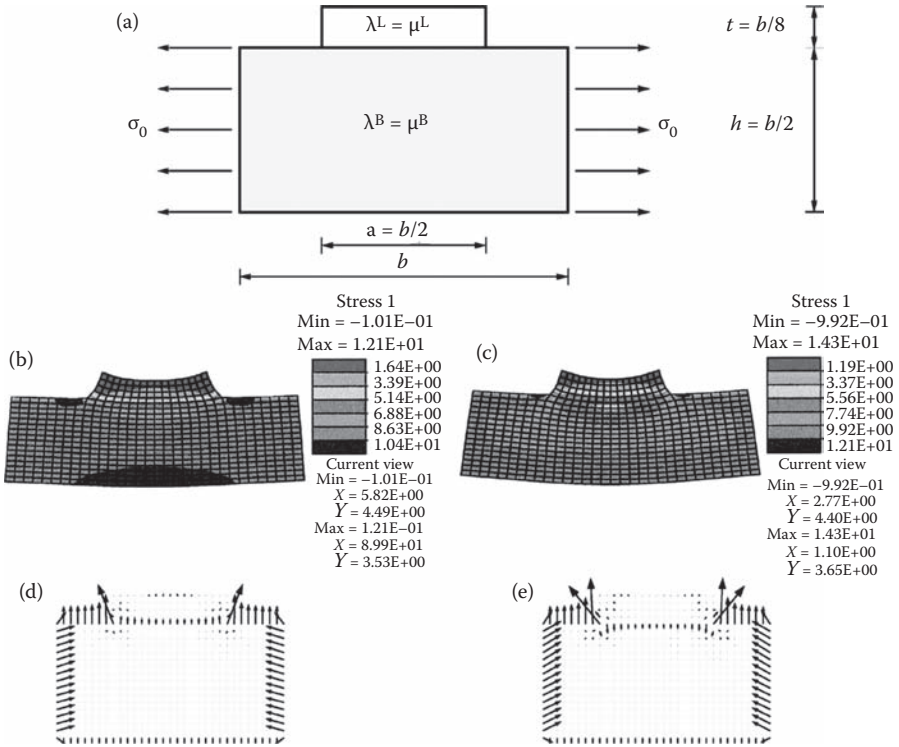 (a)
λᴸ = μᴸ
t = b/8
σ₀
λᴮ = μᴮ
σ₀
h = b/2
a = b/2
b
(b)
Stress 1
Min = −1.01E−01
Max = 1.21E+01
1.64E+00
3.39E+00
5.14E+00
6.88E+00
8.63E+00
1.04E+01
Current view
Min = −1.01E−01
X = 5.82E+00
Y = 4.49E+00
Max = 1.21E−01
X = 8.99E+01
Y = 3.53E+00
(c)
Stress 1
Min = −9.92E−01
Max = 1.43E+01
1.19E+00
3.37E+00
5.56E+00
7.74E+00
9.92E+00
1.21E+01
Current view
Min = −9.92E−01
X = 2.77E+00
Y = 4.40E+00
Max = 1.43E+01
X = 1.10E+00
Y = 3.65E+00
(d)
(e)